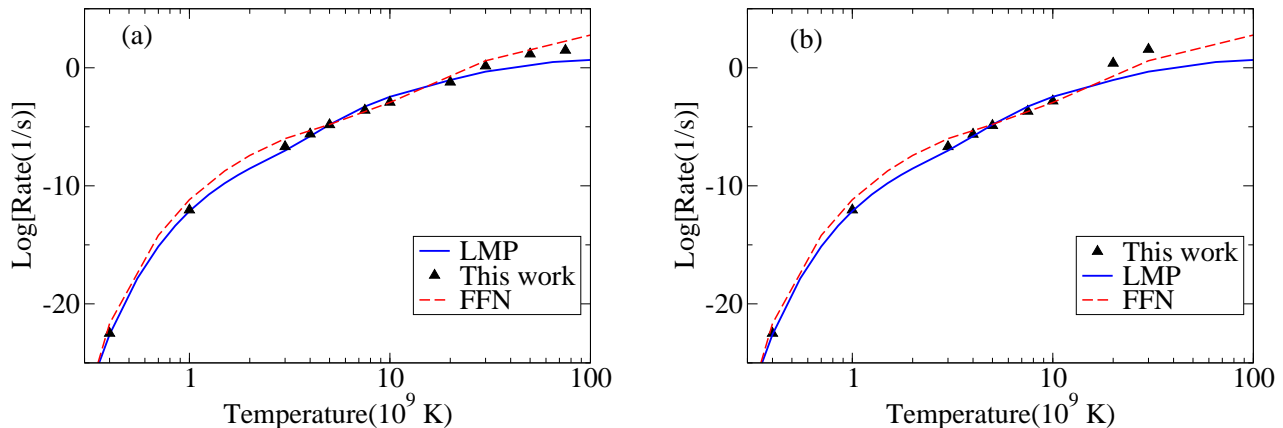 (a)
Log[Rate(1/s)]
0
-10
-20
LMP
This work
FFN
1
10
100
Temperature(10⁹ K)
(b)
Log[Rate(1/s)]
0
-10
-20
This work
LMP
FFN
1
10
100
Temperature(10⁹ K)